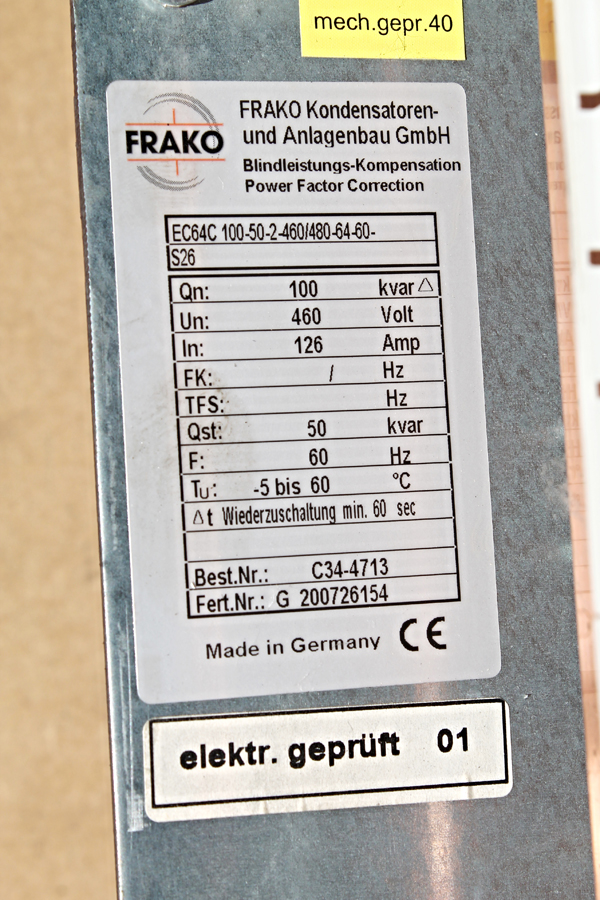 mech.gepr.40
FRAKO
FRAKO Kondensatoren-
und Anlagenbau GmbH
Blindleistungs-Kompensation
Power Factor Correction
EC64C 100-50-2-460/480-64-60-
S26
Qn: 100 kvar △
Un: 460 Volt
In: 126 Amp
FK: / Hz
TFS: Hz
Qst: 50 kvar
F: 60 Hz
TU: -5 bis 60 °C
△t Wiederzuschaltung min. 60 sec
Best.Nr.: C34-4713
Fert.Nr.: G 200726154
Made in Germany CE
elektr. geprüft 01